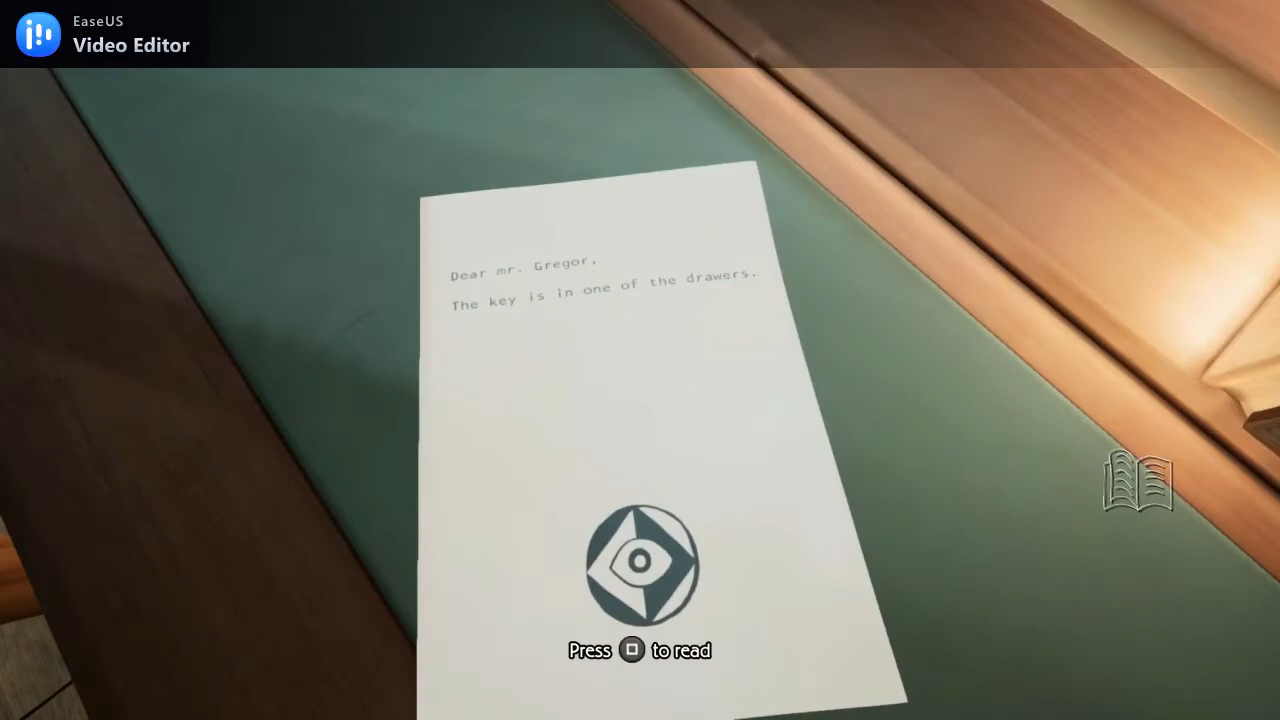 EaseUS
Video Editor
Dear mr. Gregor,
The key is in one of the drawers.
Press to read